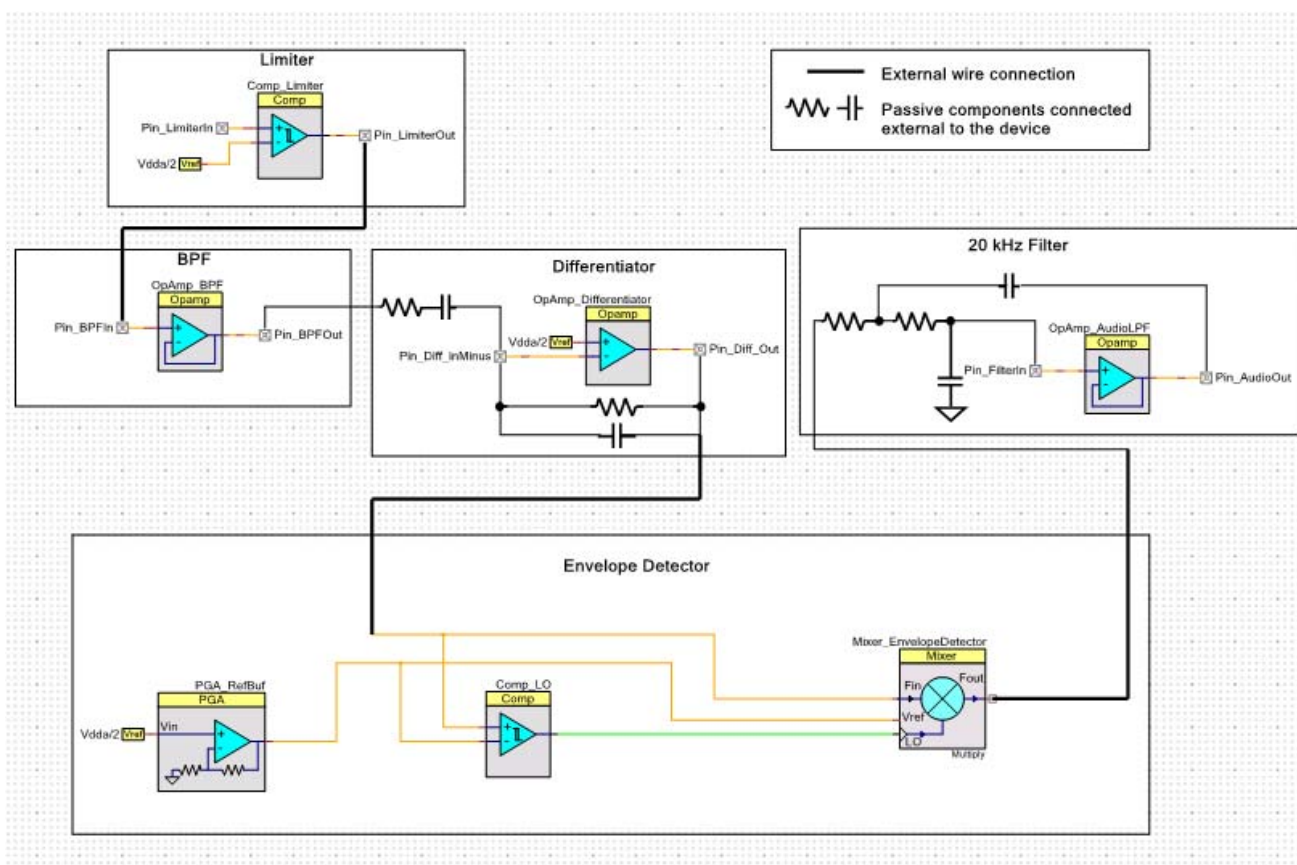 Limiter
Comp_Limiter
Comp
Pin_LimiterIn
Pin_LimiterOut
Vdda/2 Vref
External wire connection
Passive components connected
external to the device
BPF
OpAmp_BPF
Opamp
Pin_BPFIn
Pin_BPFOut
Differentiator
OpAmp_Differentiator
Opamp
Vdda/2 Vref
Pin_Diff_InMinus
Pin_Diff_Out
20 kHz Filter
OpAmp_AudioLPF
Opamp
Pin_FilterIn
Pin_AudioOut
Envelope Detector
PGA_RefBuf
PGA
Vdda/2 Vref
Vin
Comp_LO
Comp
Mixer_EnvelopeDetector
Mixer
Fin
Fout
Vref
LO
Multiply